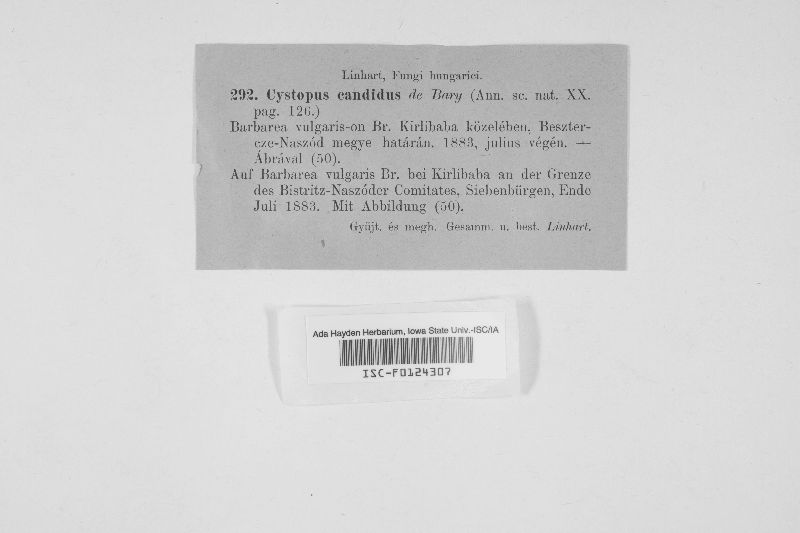 Linhart, Fungi hungarici.
292. Cystopus candidus de Bary (Ann. sc. nat. XX.
pag. 126.)
Barbarea vulgaris-on Br. Kirlibaba közelében, Beszter-
cze-Naszód megye határán, 1883, julius végén. —
Ábrával (50).
Auf Barbarea vulgaris Br. bei Kirlibaba an der Grenze
des Bistritz-Naszóder Comitates, Siebenbürgen, Ende
Juli 1883. Mit Abbildung (50).
Gyüjt. és megh. Gesamm. u. best. Linhart.
Ada Hayden Herbarium, Iowa State Univ.-ISC/IA
ISC-F0124307